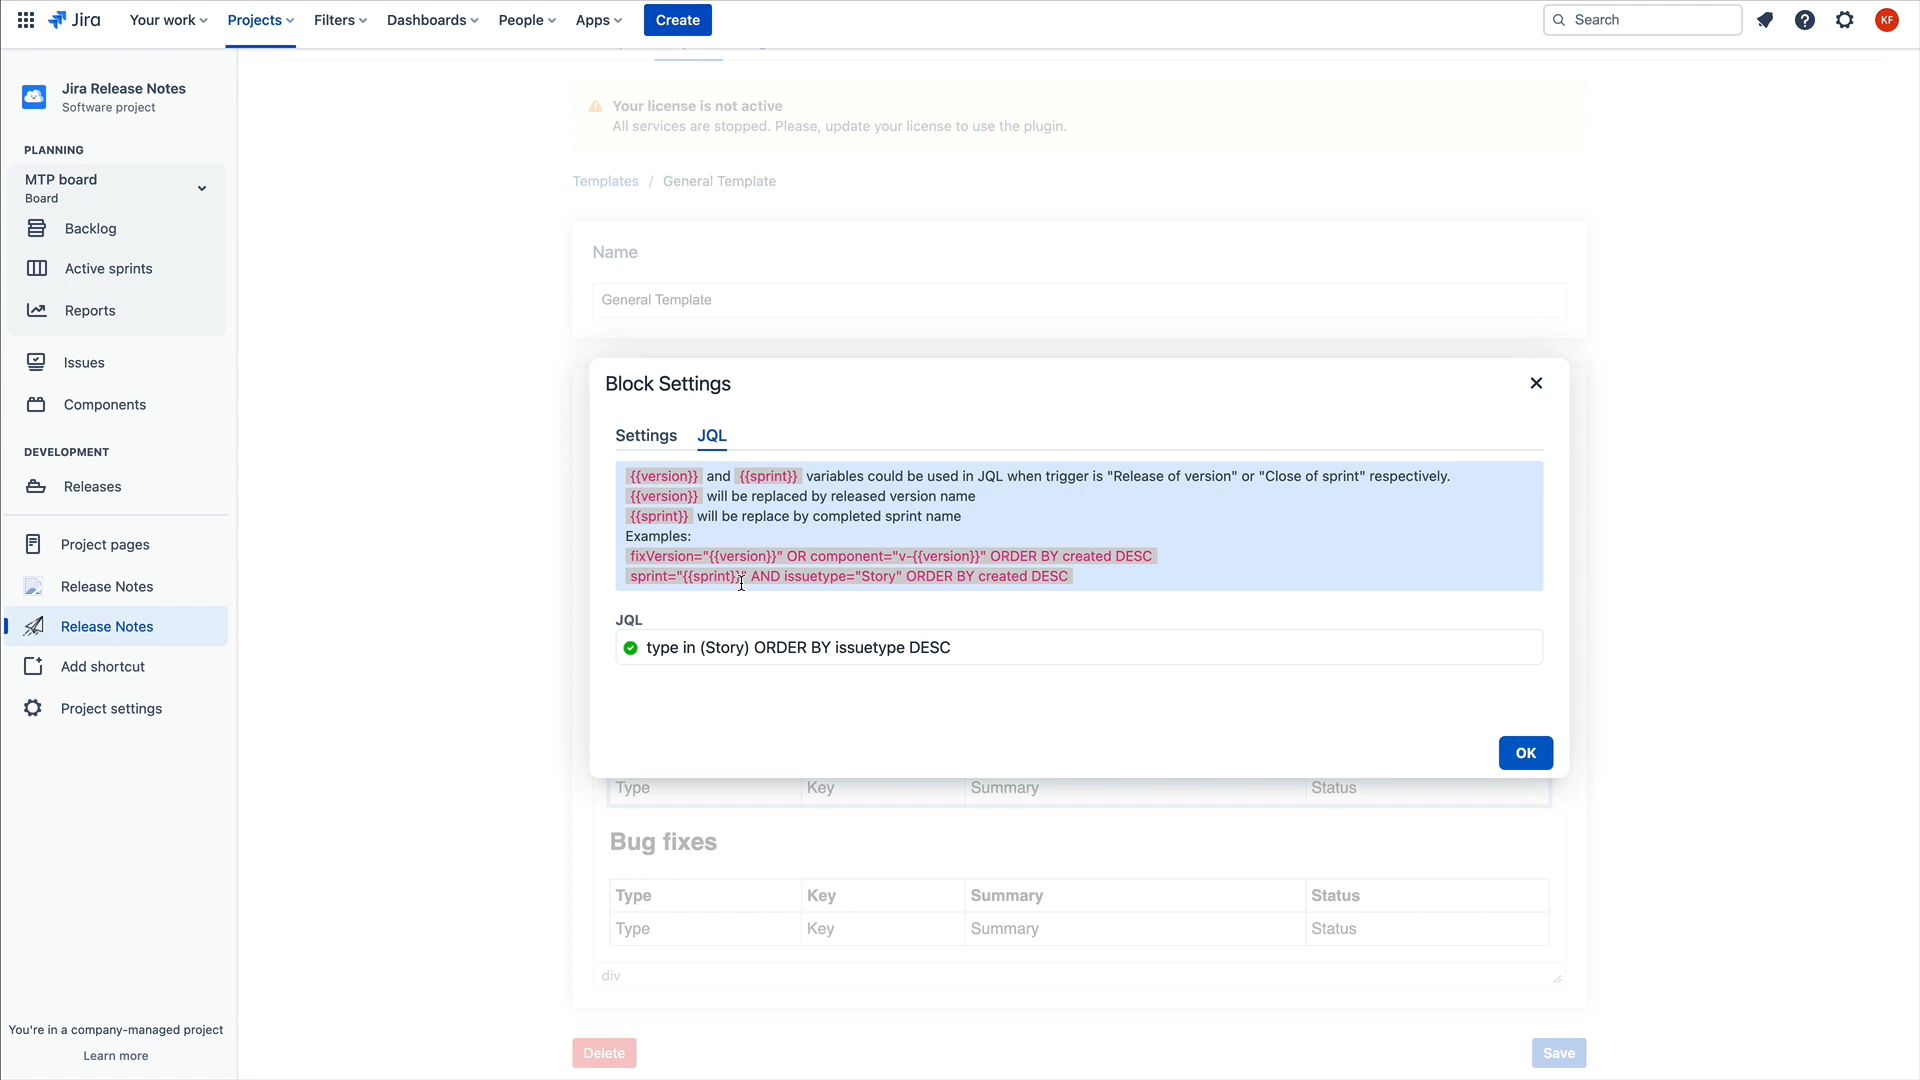 Jira
Your work
Projects
Filters
Dashboards
People
Apps
Create
Search
KF
Jira Release Notes
Software project
PLANNING
MTP board
Board
Backlog
Active sprints
Reports
Issues
Components
DEVELOPMENT
Releases
Project pages
Release Notes
Release Notes
Add shortcut
Project settings
You're in a company-managed project
Learn more
Your license is not active
All services are stopped. Please, update your license to use the plugin.
Templates / General Template
Name
General Template
Block Settings
Settings JQL
{{version}} and {{sprint}} variables could be used in JQL when trigger is "Release of version" or "Close of sprint" respectively.
{{version}} will be replaced by released version name
{{sprint}} will be replace by completed sprint name
Examples:
fixVersion="{{version}}" OR component="v-{{version}}" ORDER BY created DESC
sprint="{{sprint}}" AND issuetype="Story" ORDER BY created DESC
JQL
type in (Story) ORDER BY issuetype DESC
OK
Type Key Summary Status
Bug fixes
Type Key Summary Status
Type Key Summary Status
div
Delete
Save